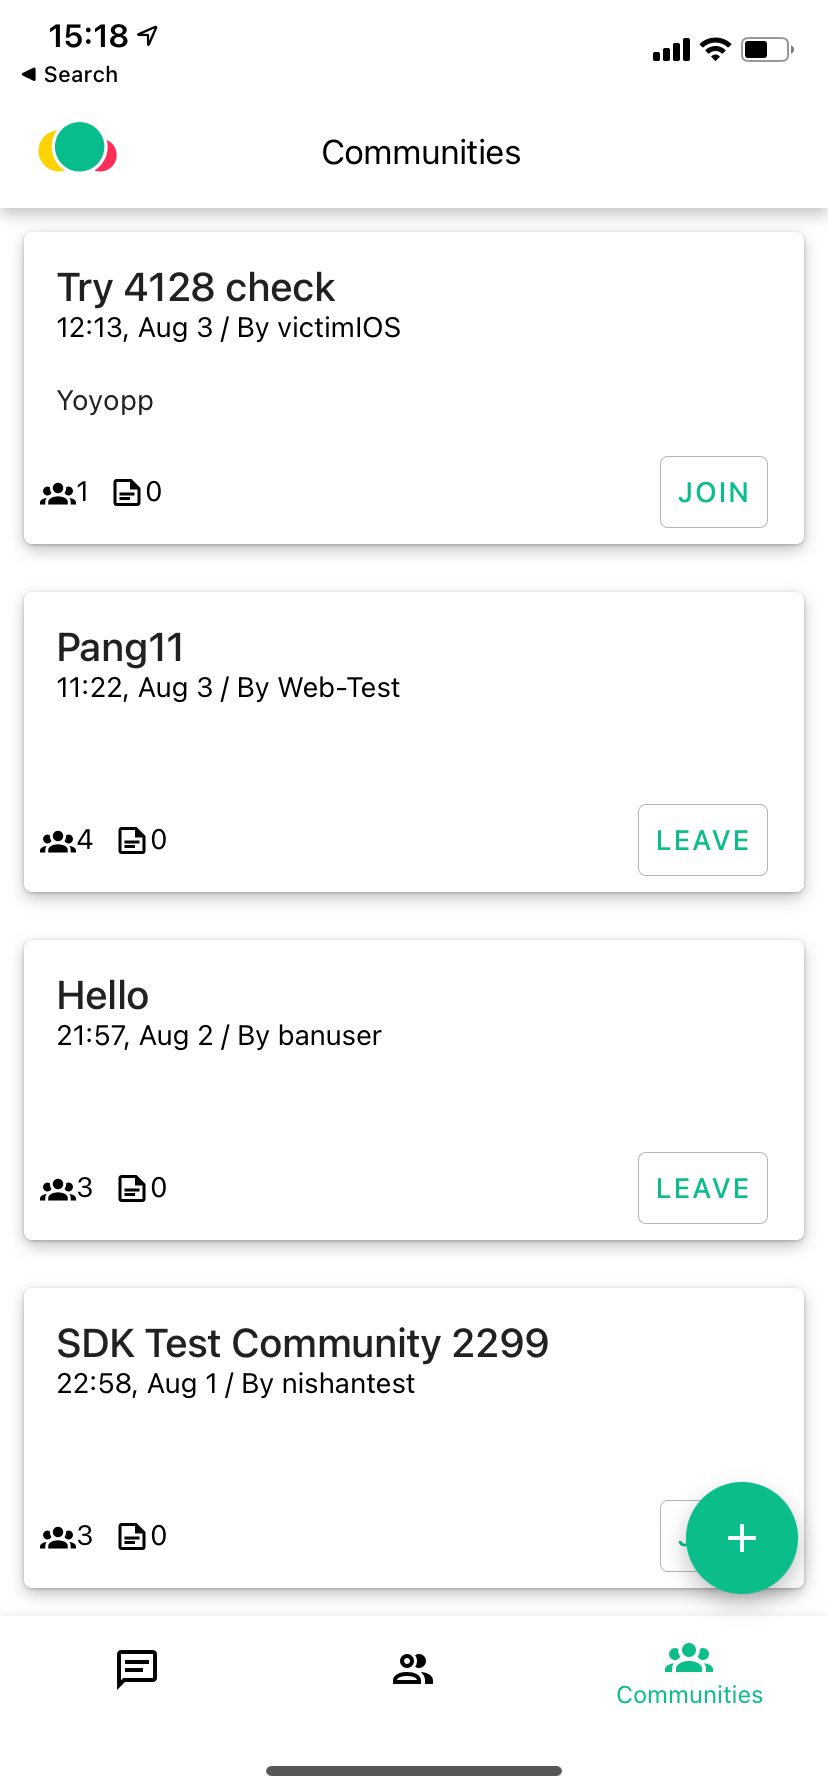 15:18
◀ Search
Communities
Try 4128 check
12:13, Aug 3 / By victimIOS
Yoyopp
1 0
JOIN
Pang11
11:22, Aug 3 / By Web-Test
4 0
LEAVE
Hello
21:57, Aug 2 / By banuser
3 0
LEAVE
SDK Test Community 2299
22:58, Aug 1 / By nishantest
3 0
Communities